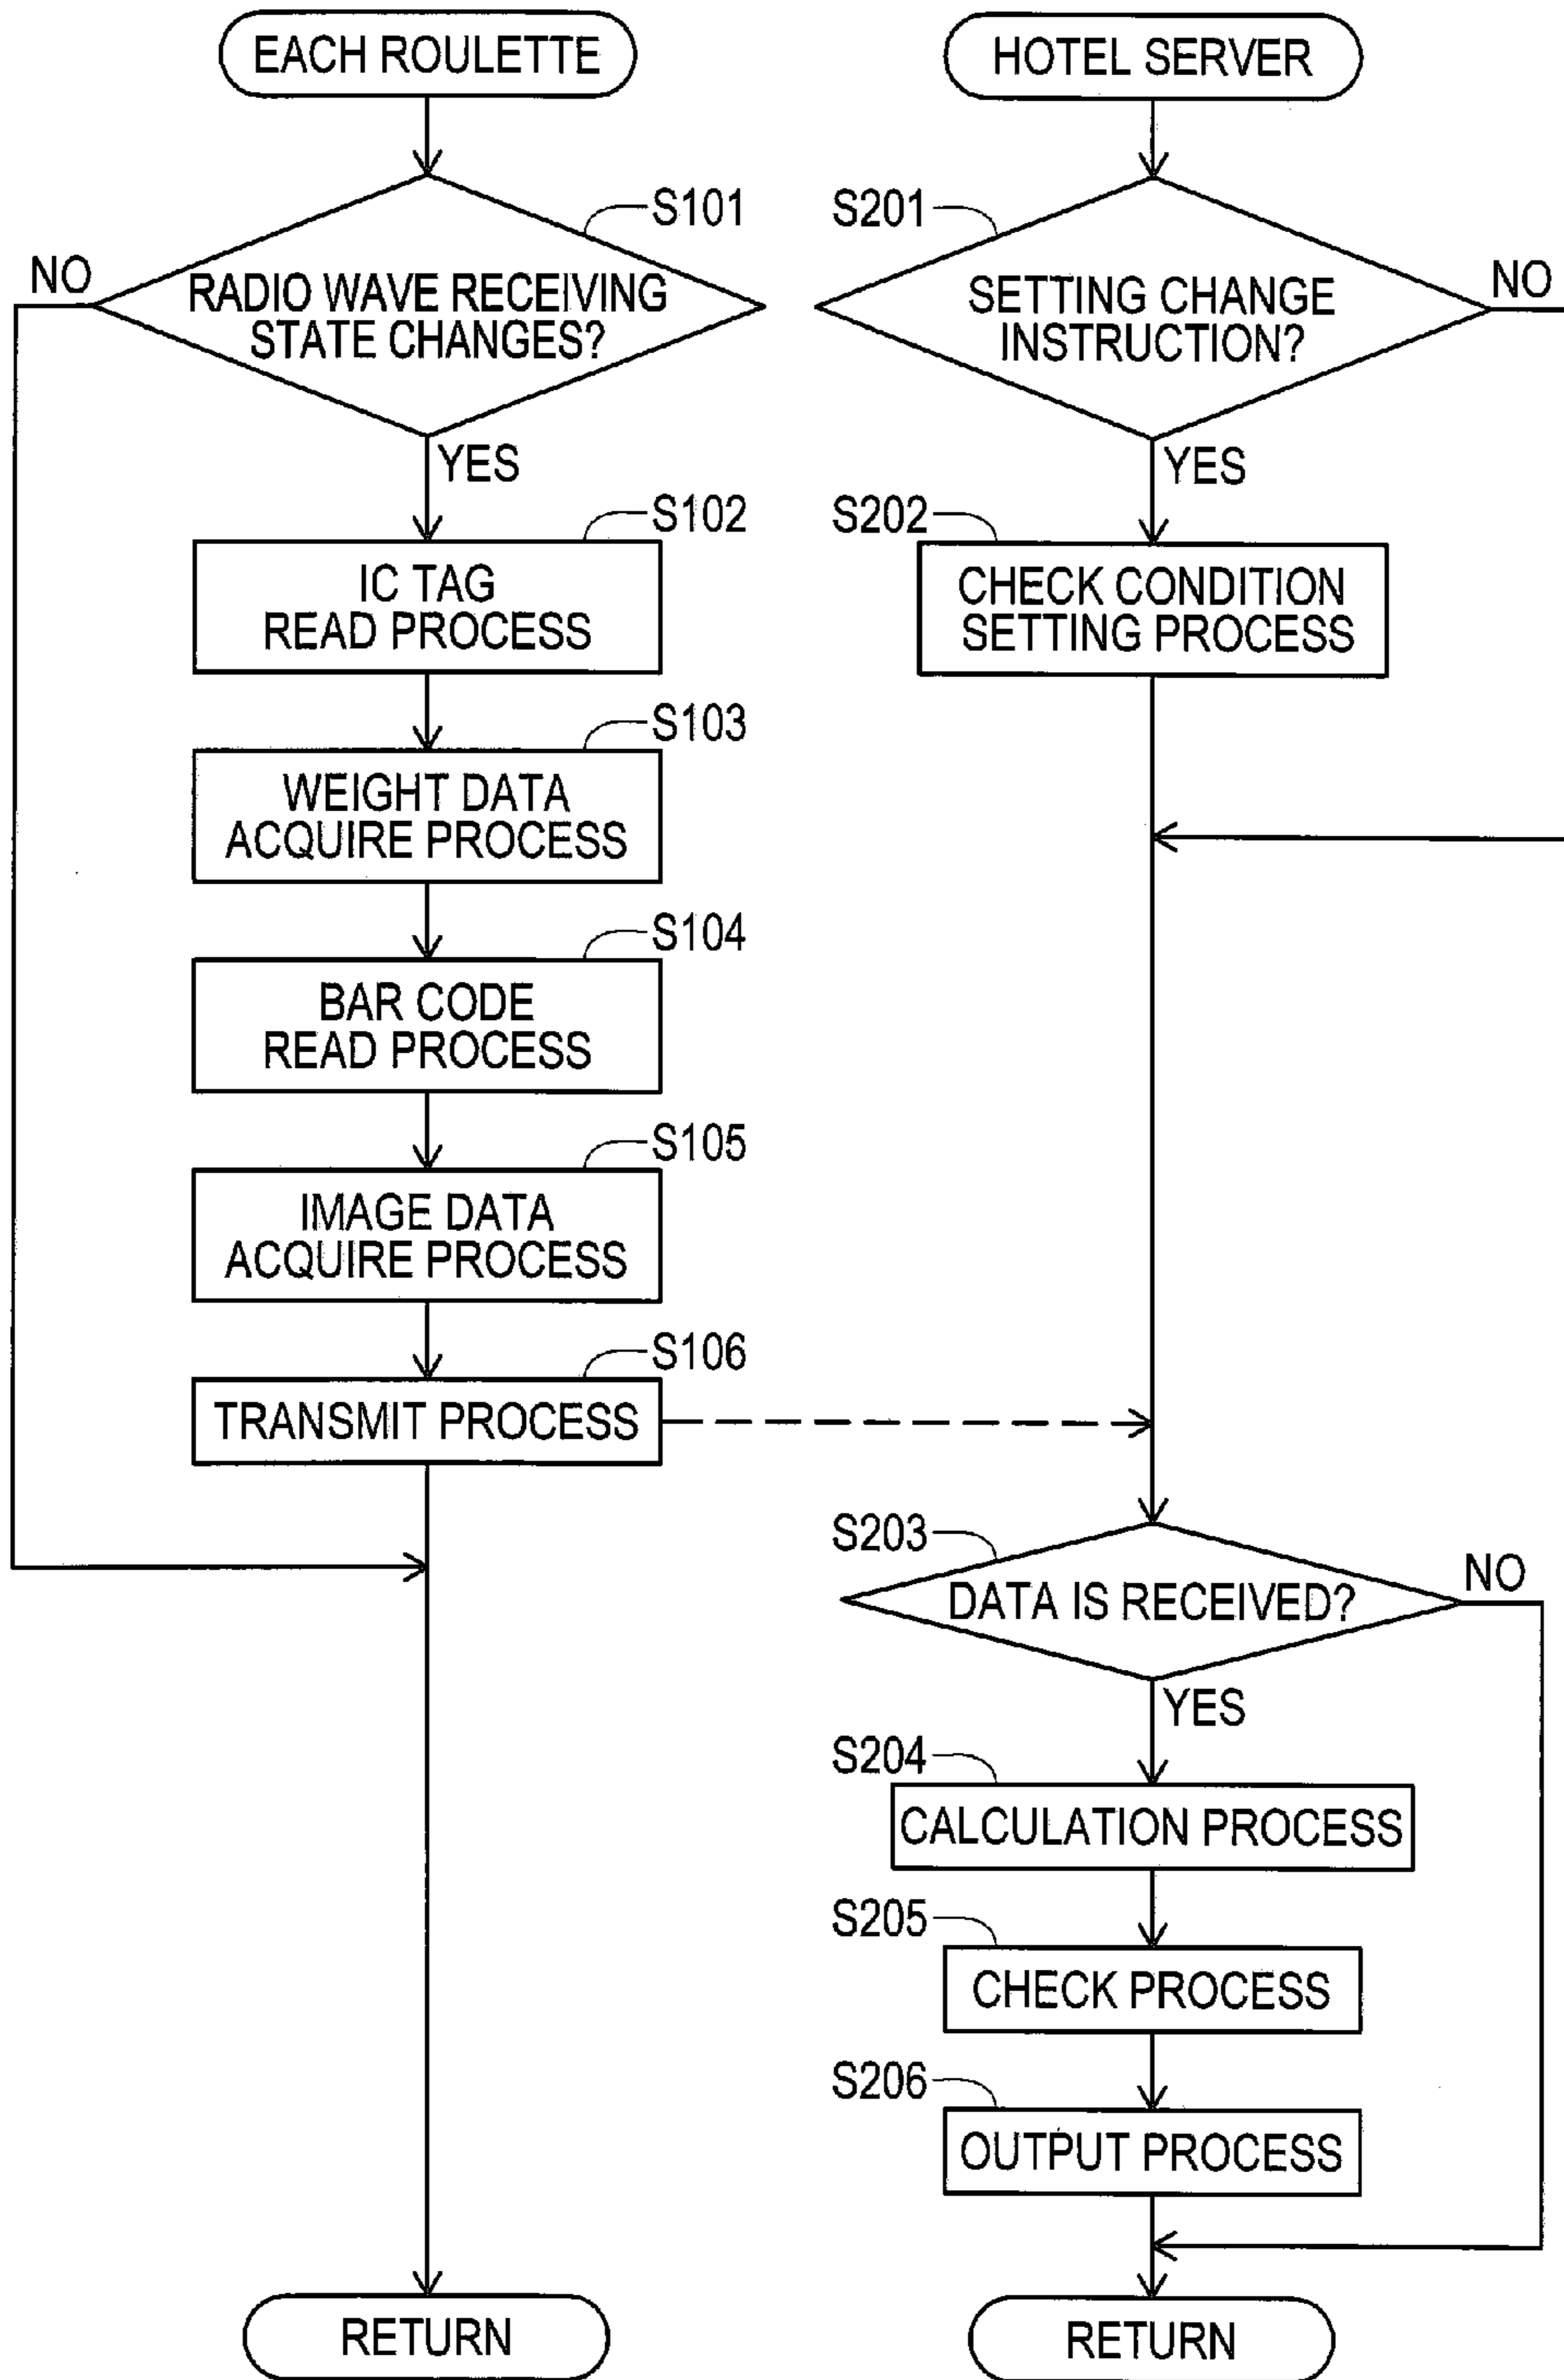 EACH ROULETTE
S101
NO
RADIO WAVE RECEIVING
STATE CHANGES?
YES
S102
IC TAG
READ PROCESS
S103
WEIGHT DATA
ACQUIRE PROCESS
S104
BAR CODE
READ PROCESS
S105
IMAGE DATA
ACQUIRE PROCESS
S106
TRANSMIT PROCESS
RETURN
HOTEL SERVER
S201
NO
SETTING CHANGE
INSTRUCTION?
YES
S202
CHECK CONDITION
SETTING PROCESS
S203
NO
DATA IS RECEIVED?
YES
S204
CALCULATION PROCESS
S205
CHECK PROCESS
S206
OUTPUT PROCESS
RETURN